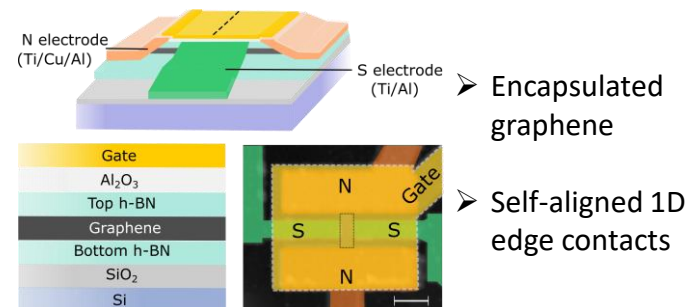 N electrode
(Ti/Cu/Al)
S electrode
(Ti/Al)
Gate
Al₂O₃
Top h-BN
Graphene
Bottom h-BN
SiO₂
Si
N
Gate
S
S
N
➢ Encapsulated
graphene
➢ Self-aligned 1D
edge contacts